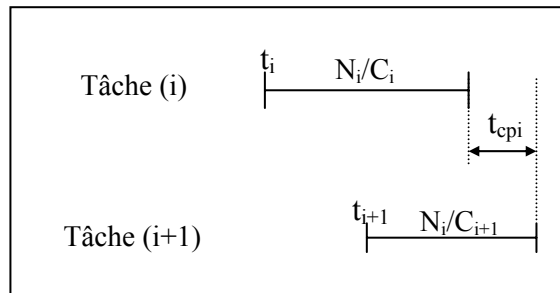 Tâche (i)
t_i
N_i/C_i
t_cpi
Tâche (i+1)
t_i+1
N_i/C_i+1